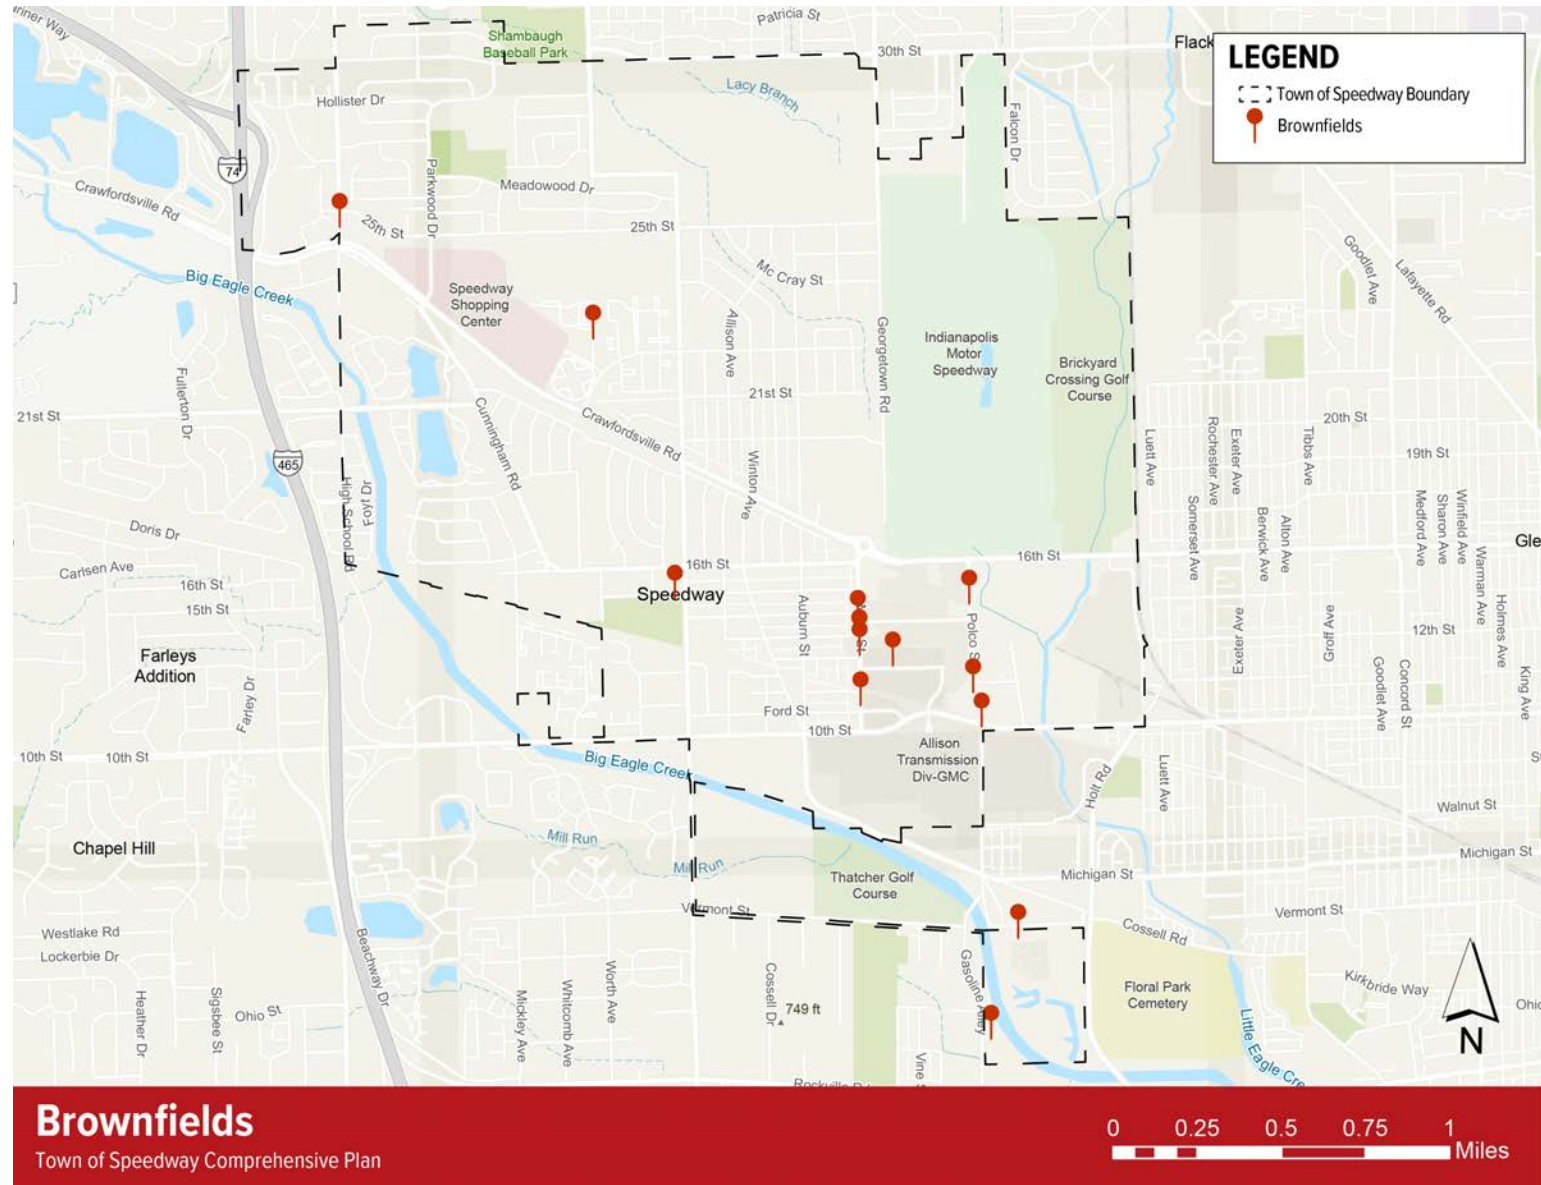 Patricia St
Shambaugh
Baseball Park
30th St
Flack
LEGEND
Town of Speedway Boundary
Brownfields
Hollister Dr
Lacy Branch
Falcon Dr
74
Crawfordsville Rd
Parkwood Dr
Meadowood Dr
25th St
25th St
Goodlet Ave
Lafayette Rd
Mc Cray St
Big Eagle Creek
Speedway
Shopping
Center
Allison Ave
Georgetown Rd
Indianapolis
Motor
Speedway
Brickyard
Crossing Golf
Course
Fullerton Dr
21st St
21st St
Cunningham Rd
Crawfordsville Rd
20th St
Luett Ave
Rochester Ave
Exeter Ave
Tibbs Ave
19th St
465
Winton Ave
High School Rd
Foyt Dr
Somerset Ave
Berwick Ave
Alton Ave
Medford Ave
Sharon Ave
Winfield Ave
Warman Ave
Doris Dr
Gle
Carlsen Ave
16th St
15th St
16th St
16th St
Speedway
Auburn St
St
Polco S
Exeter Ave
Groff Ave
12th St
Holmes Ave
Farleys
Addition
Farley Dr
Goodlet Ave
Concord St
King Ave
Ford St
10th St
10th St
10th St
Big Eagle Creek
Allison
Transmission
Div-GMC
Holt Rd
Luett Ave
S
Walnut St
Chapel Hill
Mill Run
Mill Run
Michigan St
Michigan St
Thatcher Golf
Course
Vermont St
Vermont St
Cossell Rd
Westlake Rd
Lockerbie Dr
Beachway Dr
Gasoline Alley
Floral Park
Cemetery
Kirkbride Way
Heather Dr
Sigsbee St
Ohio St
Mickley Ave
Whitcomb Ave
Worth Ave
Cossell Dr
749 ft
Ohio
Little Eagle Cre
Vine S
N
Brownfields
Town of Speedway Comprehensive Plan
0 0.25 0.5 0.75 1
Miles